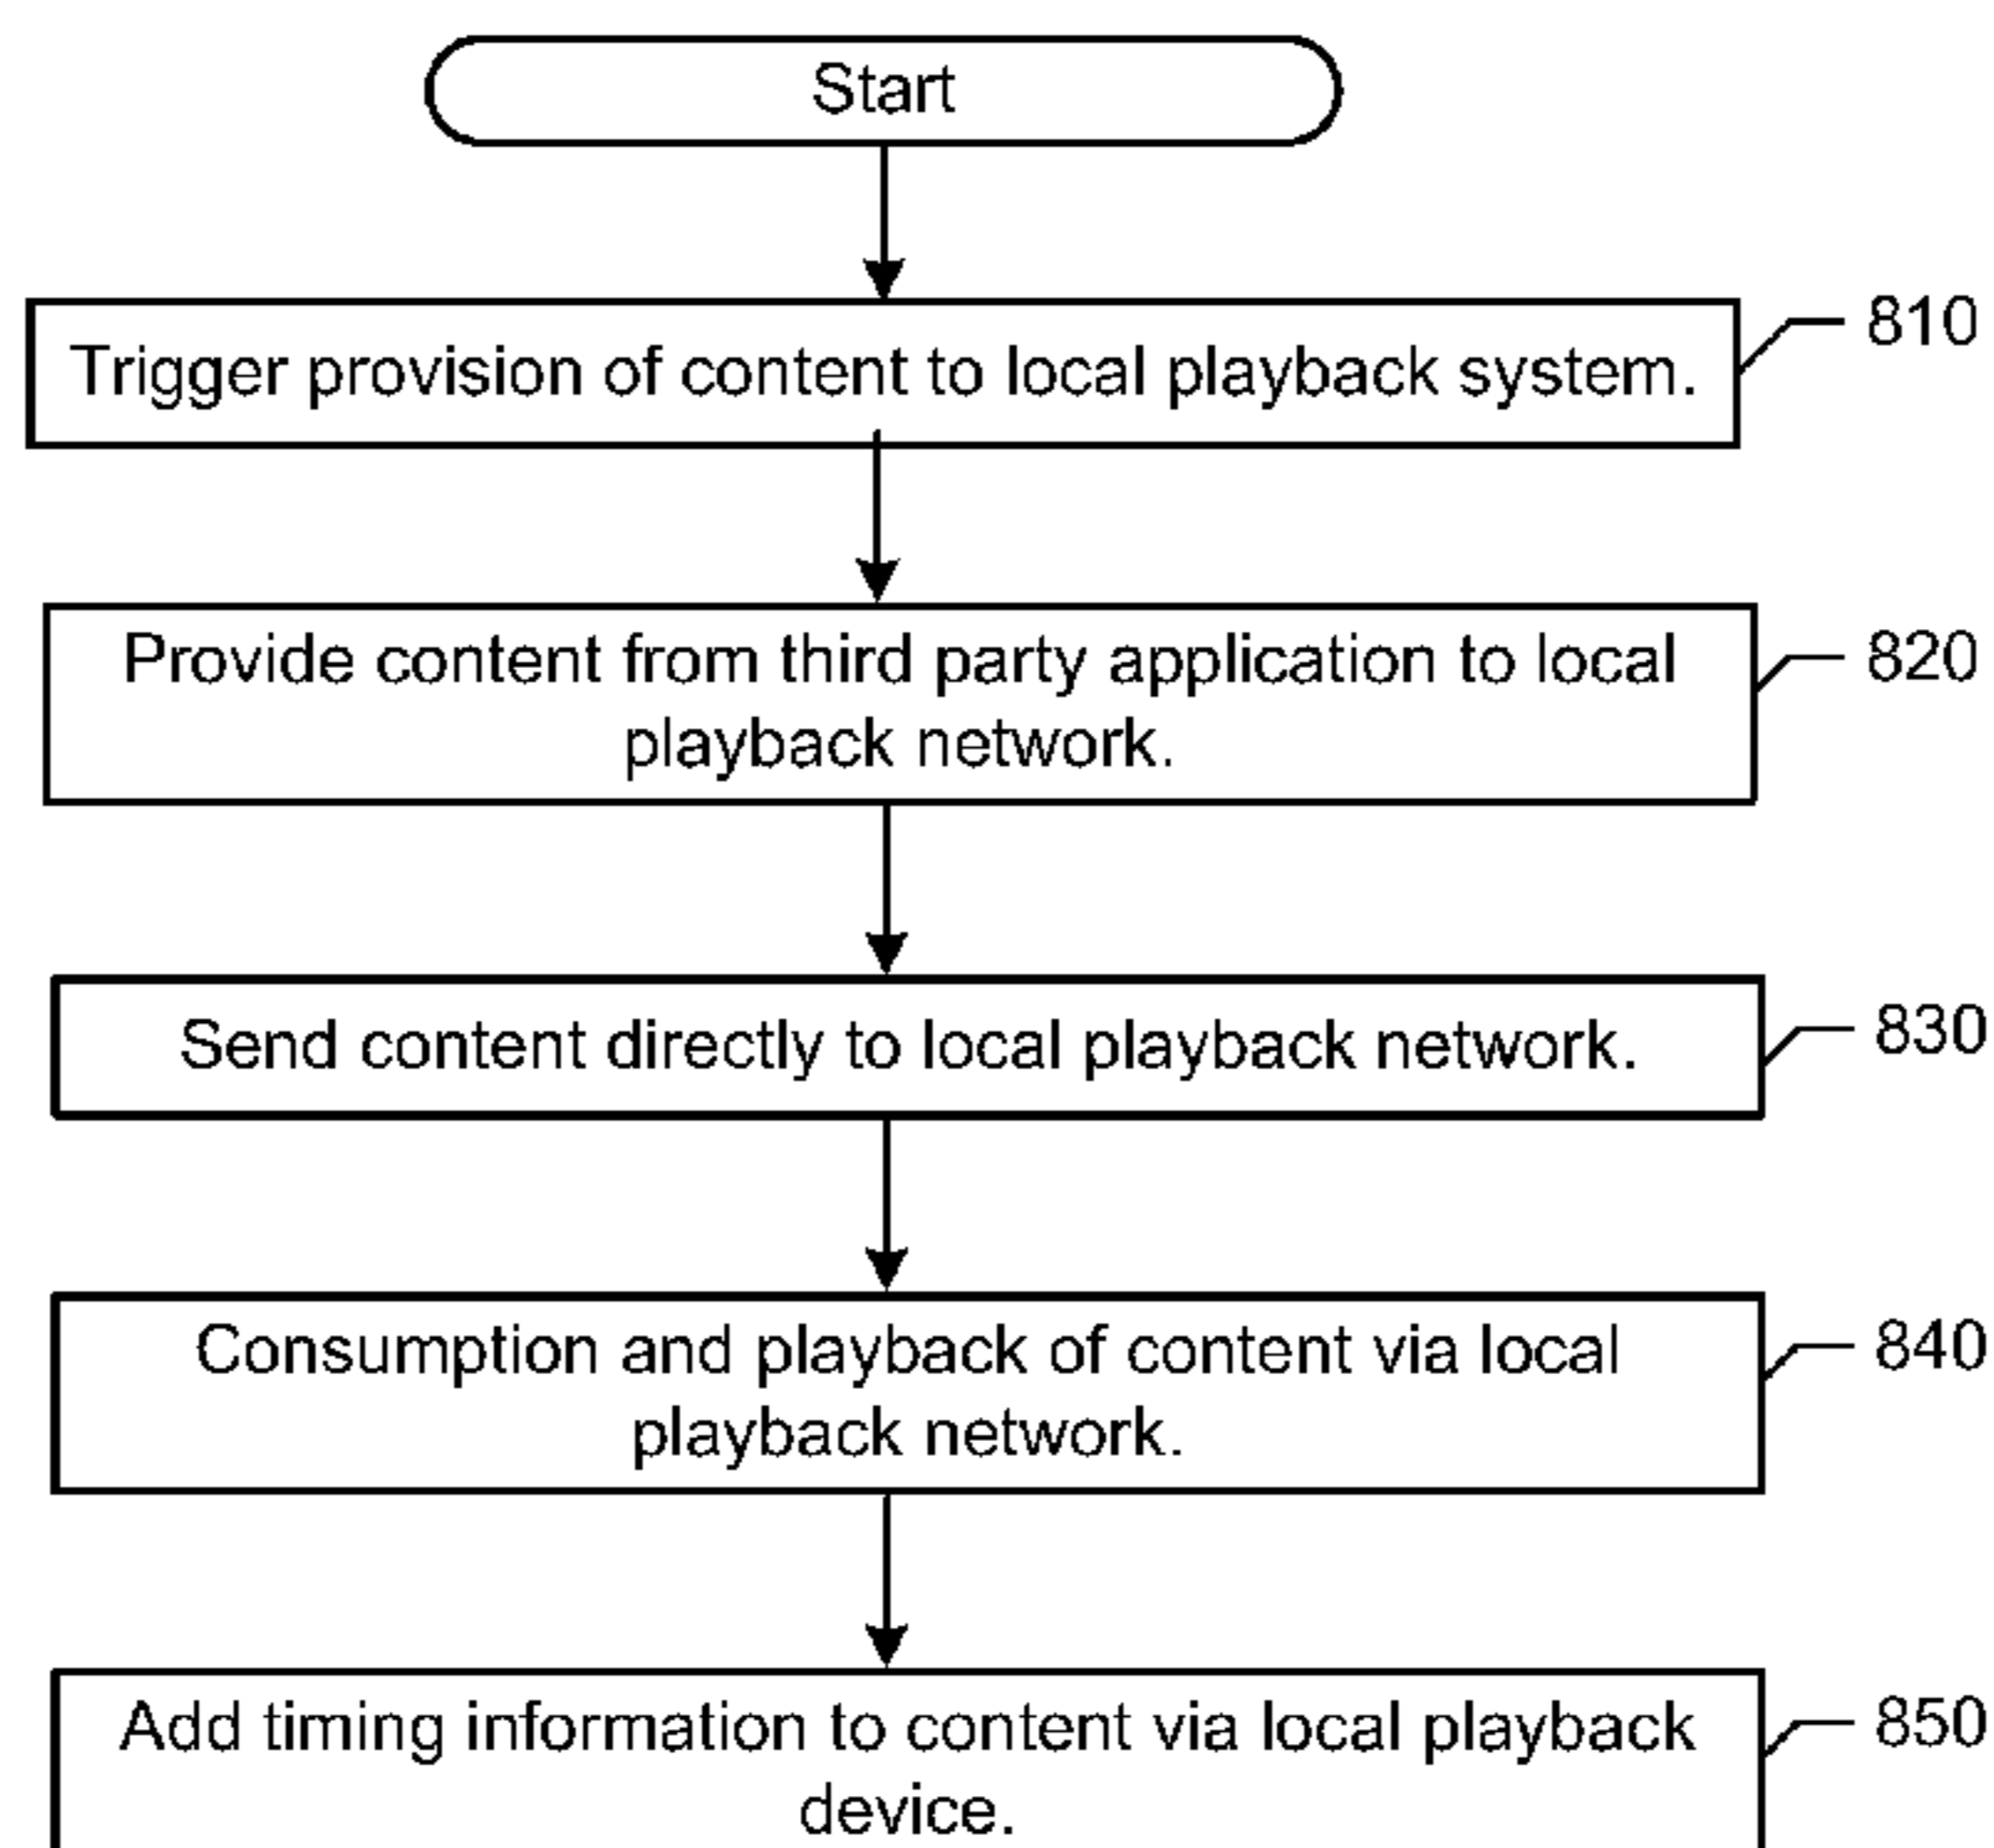 Start
Trigger provision of content to local playback system.
810
Provide content from third party application to local
playback network.
820
Send content directly to local playback network.
830
Consumption and playback of content via local
playback network.
840
Add timing information to content via local playback
device.
850